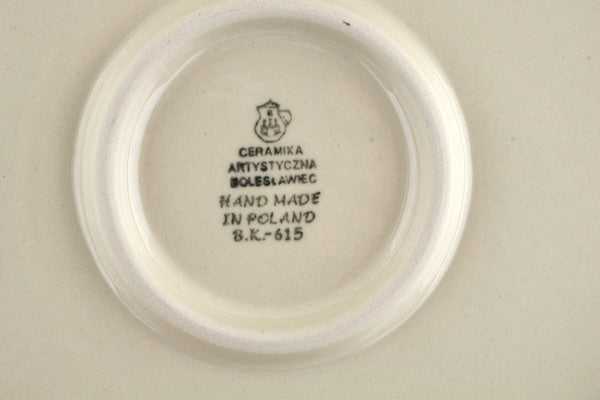 B
CERAMIKA
ARTYSTYCZNA
BOLESŁAWIEC
HAND MADE
IN POLAND
B.K.-615